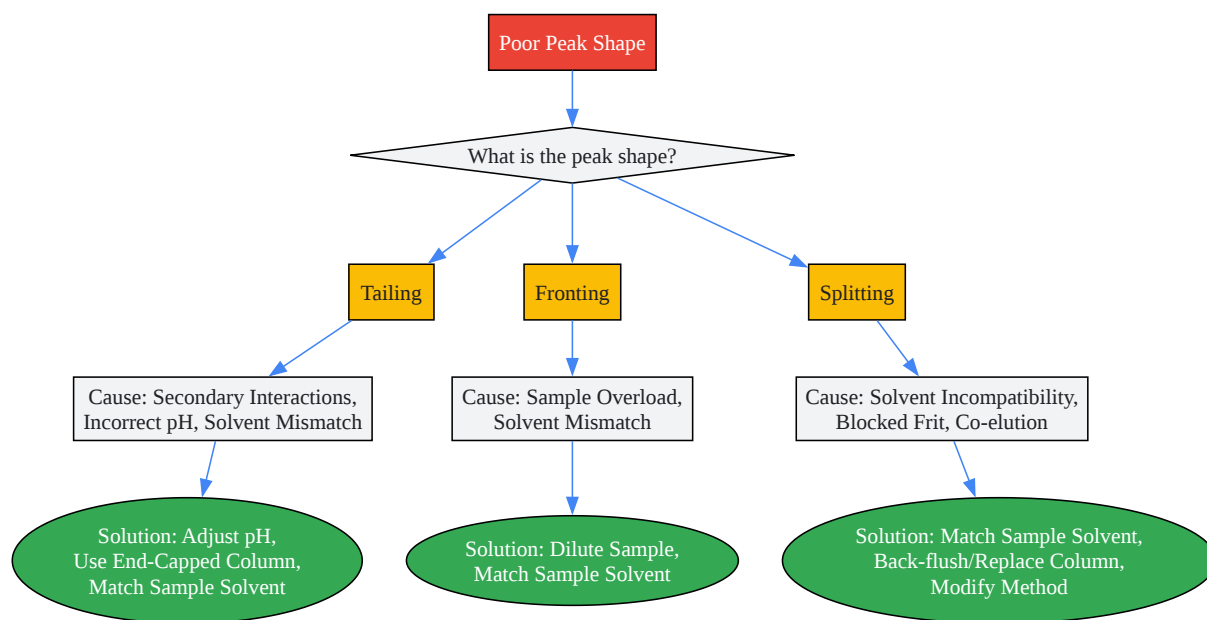 Poor Peak Shape
What is the peak shape?
Tailing
Fronting
Splitting
Cause: Secondary Interactions,
Incorrect pH, Solvent Mismatch
Cause: Sample Overload,
Solvent Mismatch
Cause: Solvent Incompatibility,
Blocked Frit, Co-elution
Solution: Adjust pH,
Use End-Capped Column,
Match Sample Solvent
Solution: Dilute Sample,
Match Sample Solvent
Solution: Match Sample Solvent,
Back-flush/Replace Column,
Modify Method